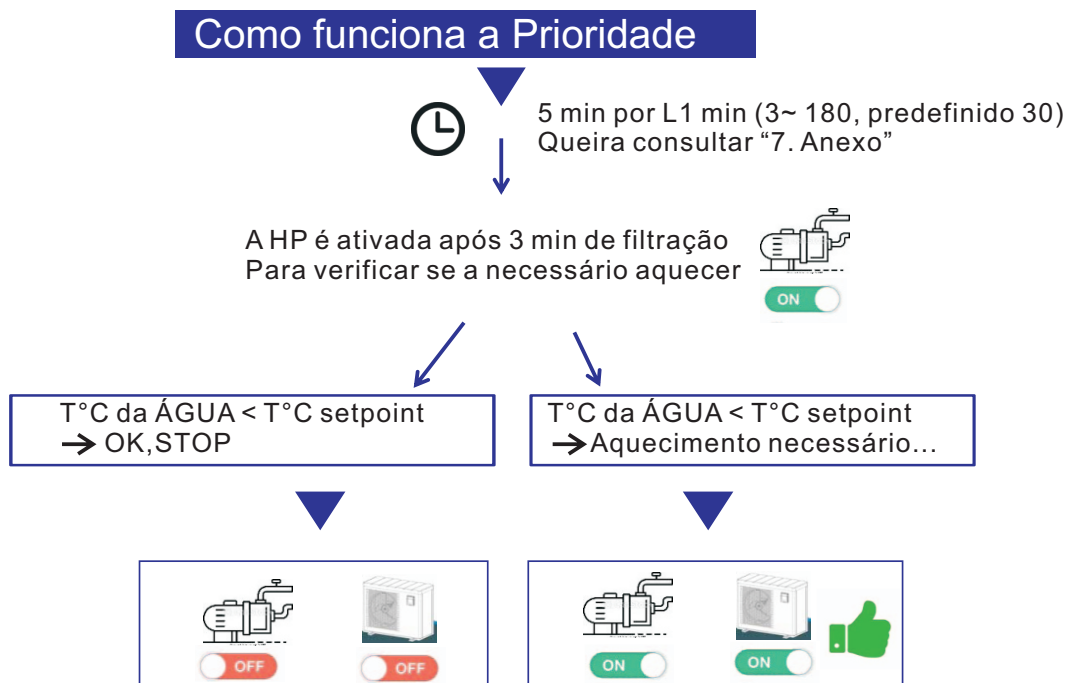 Como funciona a Prioridade
5 min por L1 min (3~ 180, predefinido 30)
Queira consultar “7. Anexo”
A HP é ativada após 3 min de filtração
Para verificar se a necessário aquecer
ON
T°C da ÁGUA < T°C setpoint
→ OK,STOP
T°C da ÁGUA < T°C setpoint
→Aquecimento necessário...
OFF
OFF
ON
ON